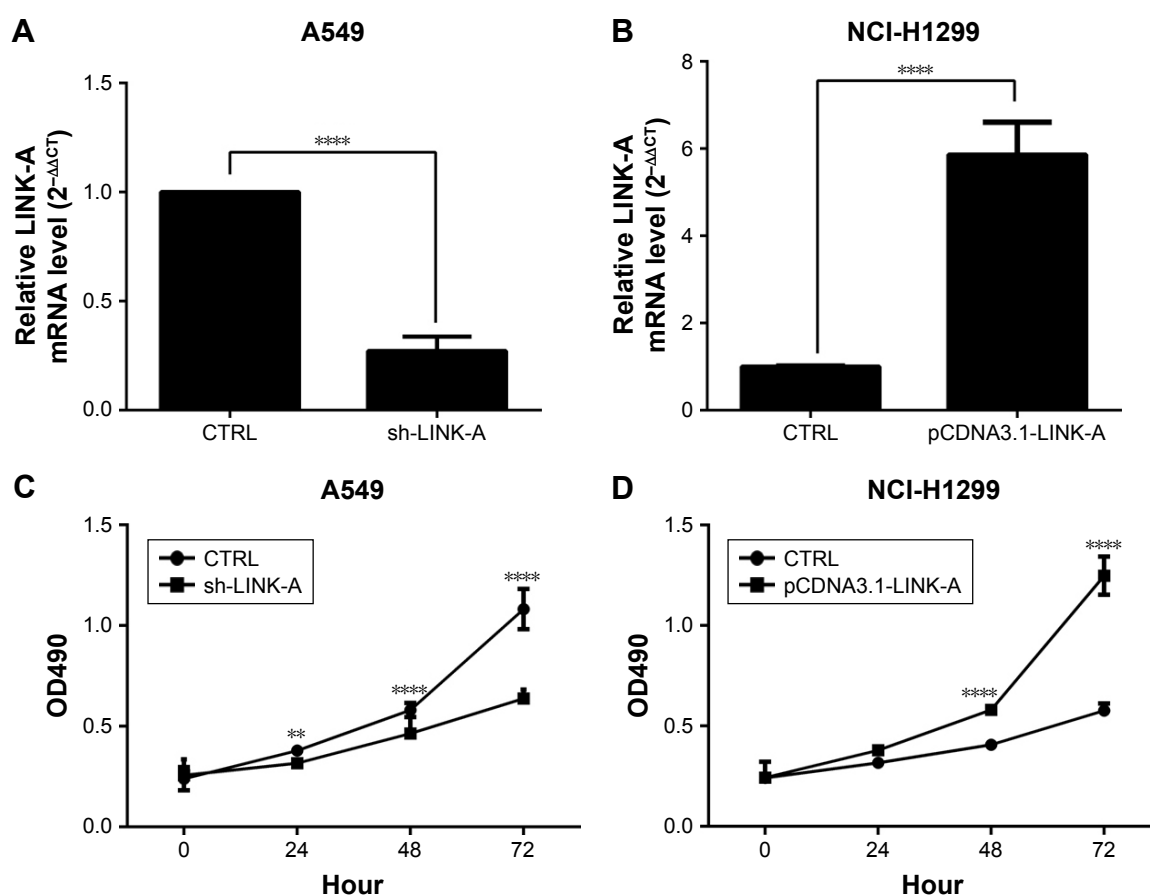 A
A549
Relative LINK-A
mRNA level (2−ΔΔCT)
1.5
1.0
0.5
0.0
****
CTRL
sh-LINK-A
B
NCI-H1299
Relative LINK-A
mRNA level (2−ΔΔCT)
8
6
4
2
0
****
CTRL
pCDNA3.1-LINK-A
C
A549
OD490
1.5
1.0
0.5
0.0
CTRL
sh-LINK-A
**
****
****
0
24
48
72
Hour
D
NCI-H1299
OD490
1.5
1.0
0.5
0.0
CTRL
pCDNA3.1-LINK-A
****
****
0
24
48
72
Hour